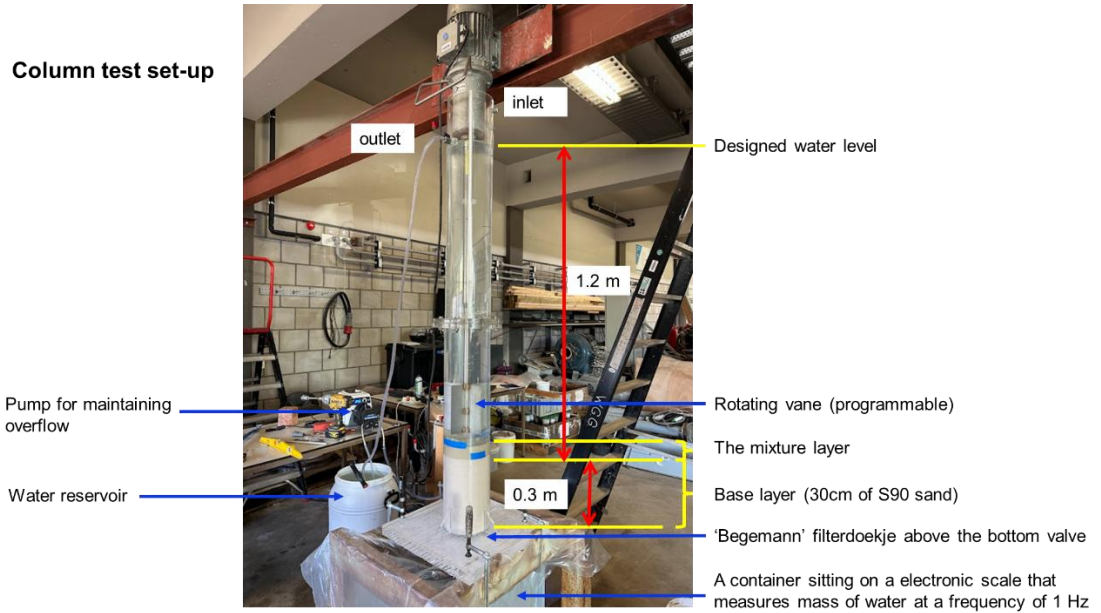 Column test set-up
inlet
outlet
Designed water level
1.2 m
Pump for maintaining
overflow
Rotating vane (programmable)
The mixture layer
Water reservoir
0.3 m
Base layer (30cm of S90 sand)
'Begemann' filterdoekje above the bottom valve
A container sitting on a electronic scale that
measures mass of water at a frequency of 1 Hz
WGG